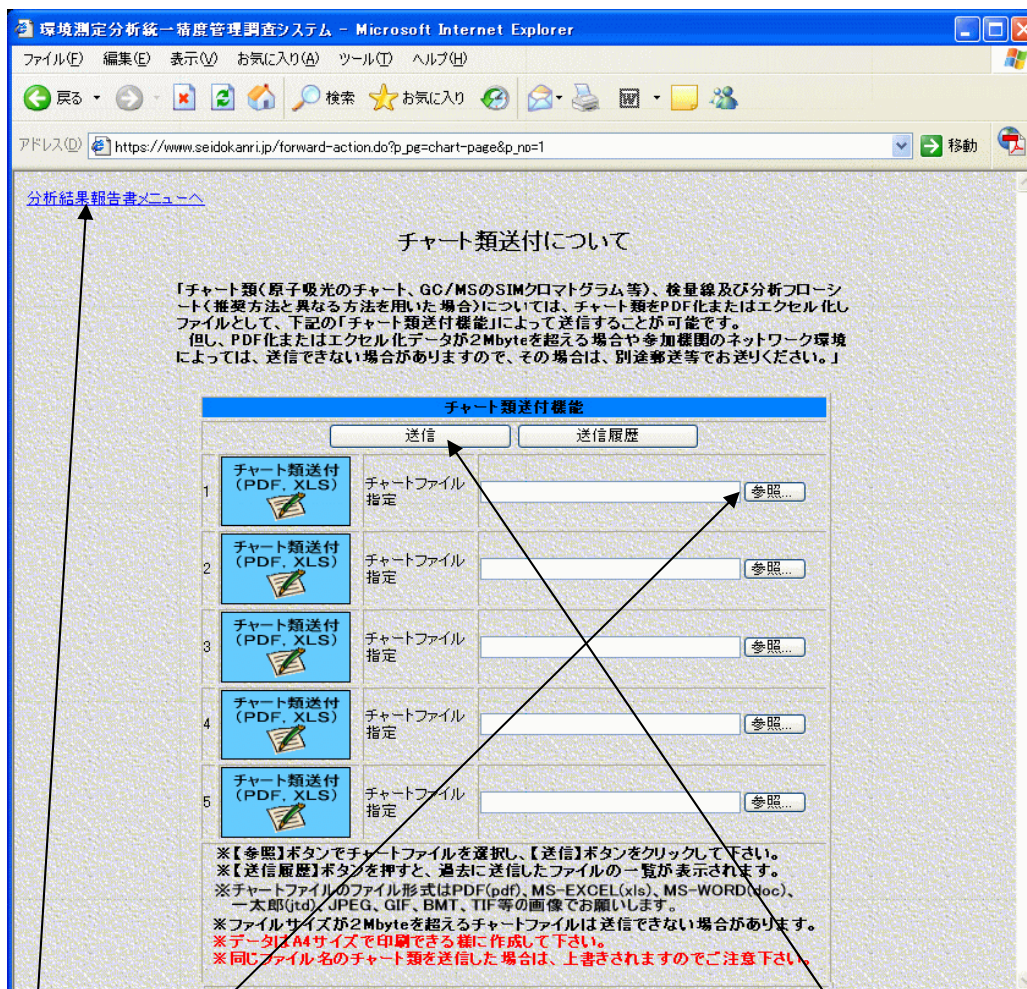 環境測定分析統一精度管理調査システム - Microsoft Internet Explorer
ファイル(F) 編集(E) 表示(V) お気に入り(A) ツール(T) ヘルプ(H)
戻る 検索 お気に入り
アドレス(D) https://www.seidokanri.jp/forward-action.do?p_pg=chart-page&p_no=1 移動
分析結果報告書メニューへ
チャート類送付について
「チャート類(原子吸光のチャート、GC/MSのSIMクロマトグラム等)、検量線及び分析フローシ
ート(推奨方法と異なる方法を用いた場合)については、チャート類をPDF化またはエクセル化し
ファイルとして、下記の「チャート類送付機能」によって送信することが可能です。
但し、PDF化またはエクセル化データが2Mbyteを超える場合や参加機関のネットワーク環境
によっては、送信できない場合がありますので、その場合は、別途郵送等でお送りください。」
チャート類送付機能
送信 送信履歴
1 チャート類送付
(PDF, XLS)
チャートファイル
指定
参照...
2 チャート類送付
(PDF, XLS)
チャートファイル
指定
参照...
3 チャート類送付
(PDF, XLS)
チャートファイル
指定
参照...
4 チャート類送付
(PDF, XLS)
チャートファイル
指定
参照...
5 チャート類送付
(PDF, XLS)
チャートファイル
指定
参照...
※【参照】ボタンでチャートファイルを選択し、【送信】ボタンをクリックして下さい。
※【送信履歴】ボタンを押すと、過去に送信したファイルの一覧が表示されます。
※チャートファイルのファイル形式はPDF(pdf)、MS-EXCEL(xls)、MS-WORD(doc)、
一太郎(jtd)、JPEG、GIF、BMT、TIF等の画像でお願いします。
※ファイルサイズが2Mbyteを超えるチャートファイルは送信できない場合があります。
※データはA4サイズで印刷できる様に作成して下さい。
※同じファイル名のチャート類を送信した場合は、上書きされますのでご注意下さい。